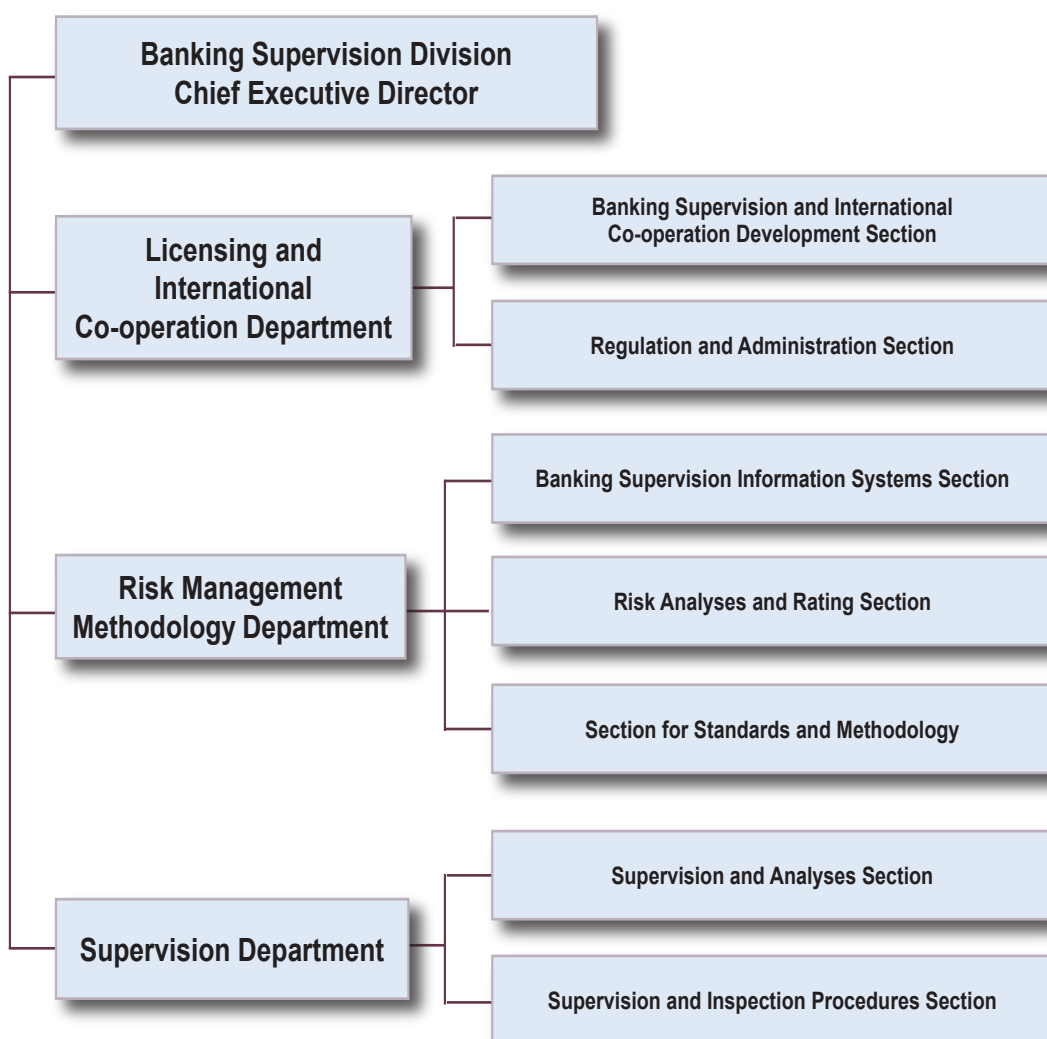 Banking Supervision Division
Chief Executive Director
Licensing and
International
Co-operation Department
Banking Supervision and International
Co-operation Development Section
Regulation and Administration Section
Risk Management
Methodology Department
Banking Supervision Information Systems Section
Risk Analyses and Rating Section
Section for Standards and Methodology
Supervision Department
Supervision and Analyses Section
Supervision and Inspection Procedures Section